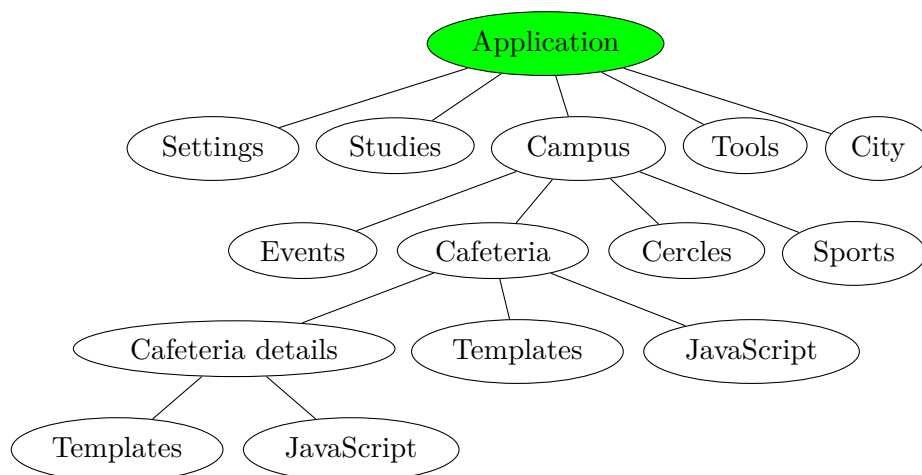 Application
Settings Studies Campus Tools City
Events Cafeteria Cercles Sports
Cafeteria details Templates JavaScript
Templates JavaScript